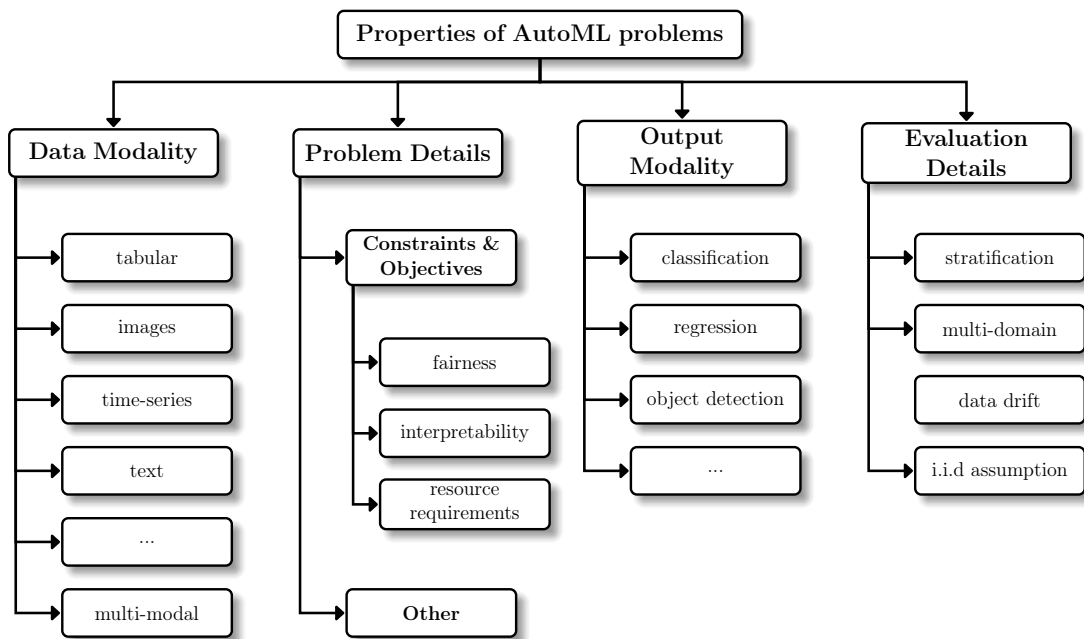 Properties of AutoML problems
Data Modality
tabular
images
time-series
text
...
multi-modal
Problem Details
Constraints &
Objectives
fairness
interpretability
resource
requirements
Other
Output
Modality
classification
regression
object detection
...
Evaluation
Details
stratification
multi-domain
data drift
i.i.d assumption